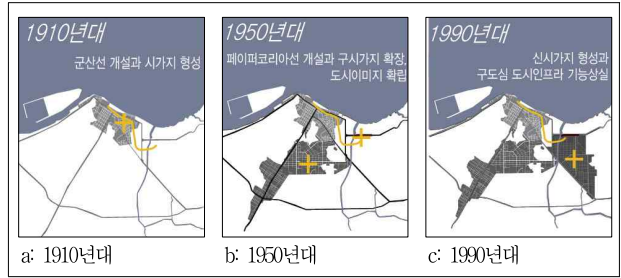 1910년대
군산선 개설과 시가지 형성
1950년대
페이퍼코리아선 개설과 구시가지 확장,
도시이미지 확립
1990년대
신시가지 형성과
구도심 도시인프라 기능상실
a: 1910년대
b: 1950년대
c: 1990년대